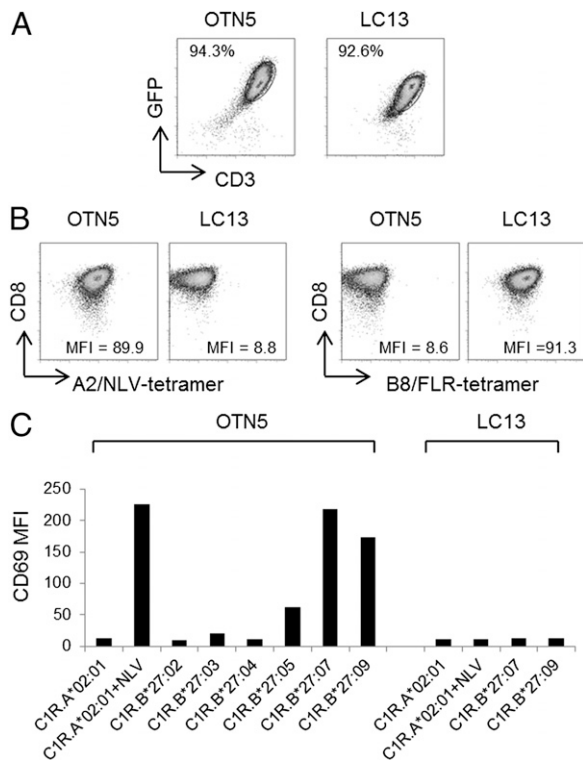 A
OTN5 LC13
94.3% 92.6%
GFP
CD3
B
OTN5 LC13 OTN5 LC13
CD8 CD8
MFI = 89.9 MFI = 8.8 MFI = 8.6 MFI =91.3
A2/NLV-tetramer B8/FLR-tetramer
C
OTN5 LC13
CD69 MFI
250
200
150
100
50
0
C1R.A*02:01
C1R.A*02:01+NLV
C1R.B*27:02
C1R.B*27:03
C1R.B*27:04
C1R.B*27:05
C1R.B*27:07
C1R.B*27:09
C1R.A*02:01
C1R.A*02:01+NLV
C1R.B*27:07
C1R.B*27:09